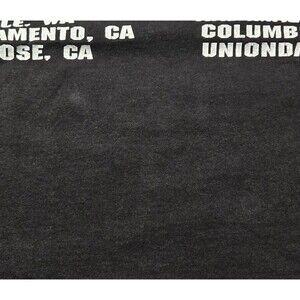 AMENTO, CA
OSE, CA
COLUMB
UNIONDA